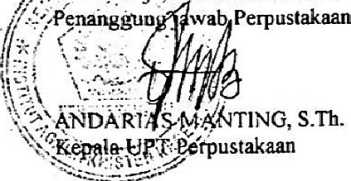 Penanggung jawab Perpustakaan
ANDARIAS MANTING, S.Th.
Kepala UPT Perpustakaan